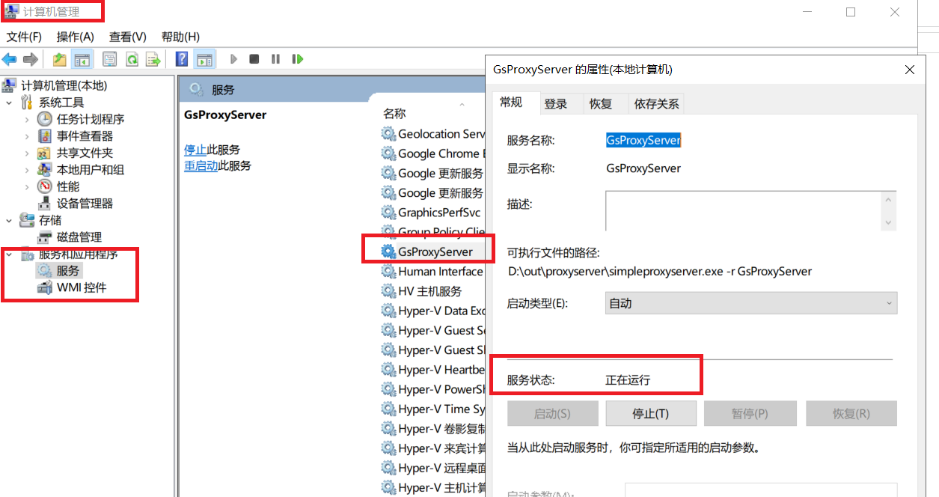 计算机管理
文件(F) 操作(A) 查看(V) 帮助(H)
计算机管理(本地)
系统工具
任务计划程序
事件查看器
共享文件夹
本地用户和组
性能
设备管理器
存储
磁盘管理
服务和应用程序
服务
WMI 控件
服务
GsProxyServer
停止此服务
重启动此服务
名称
Geolocation Serv
Google Chrome E
Google 更新服务
Google 更新服务
GraphicsPerfSvc
Group Policy Clie
GsProxyServer
Human Interface
HV 主机服务
Hyper-V Data Exc
Hyper-V Guest Se
Hyper-V Guest Sh
Hyper-V Heartbe
Hyper-V PowerSh
Hyper-V Time Sy
Hyper-V 卷影复制
Hyper-V 来宾计算
Hyper-V 远程桌面
Hyper-V 主机计算
GsProxyServer 的属性(本地计算机)
常规 登录 恢复 依存关系
服务名称: GsProxyServer
显示名称: GsProxyServer
描述:
可执行文件的路径:
D:\out\proxyserver\simpleproxyserver.exe -r GsProxyServer
启动类型(E): 自动
服务状态: 正在运行
启动(S) 停止(T) 暂停(P) 恢复(R)
当从此处启动服务时，你可指定所适用的启动参数。
启动参数(M):